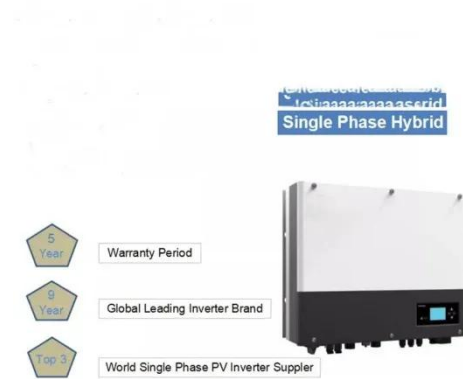 Single Phase Hybrid
5
Year
Warranty Period
9
Year
Global Leading Inverter Brand
Top 3
World Single Phase PV Inverter Suppler